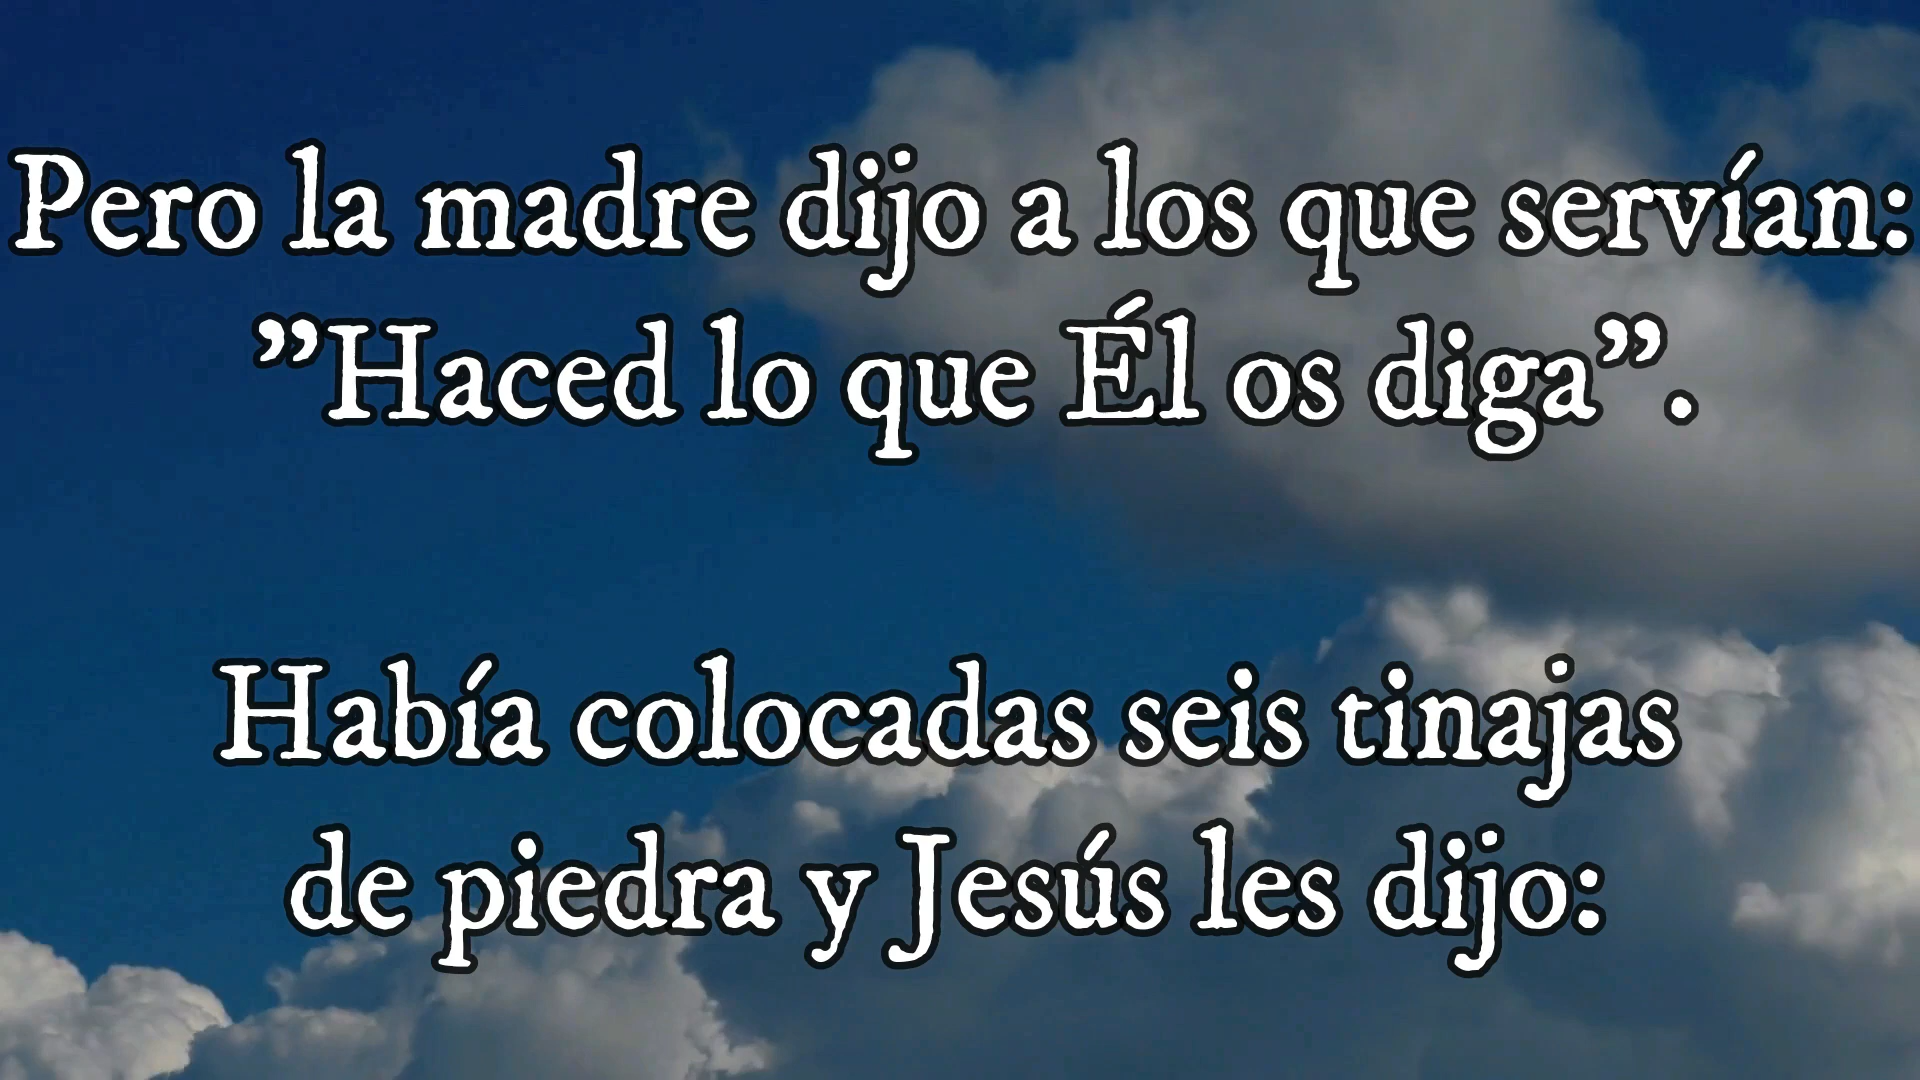 Pero la madre dijo a los que servían:
”Haced lo que Él os diga”.
Había colocadas seis tinajas
de piedra y Jesús les dijo: